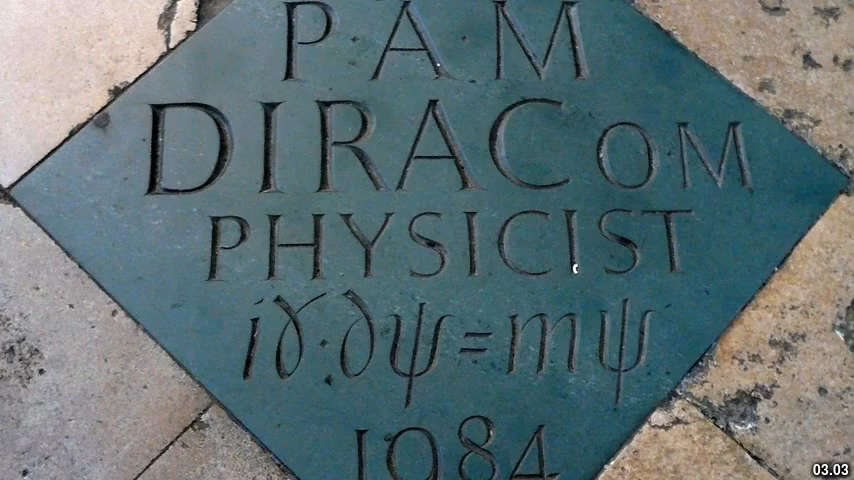 PAM
DIRAC OM
PHYSICIST
iγ·∂ψ=mψ
1984
03.03